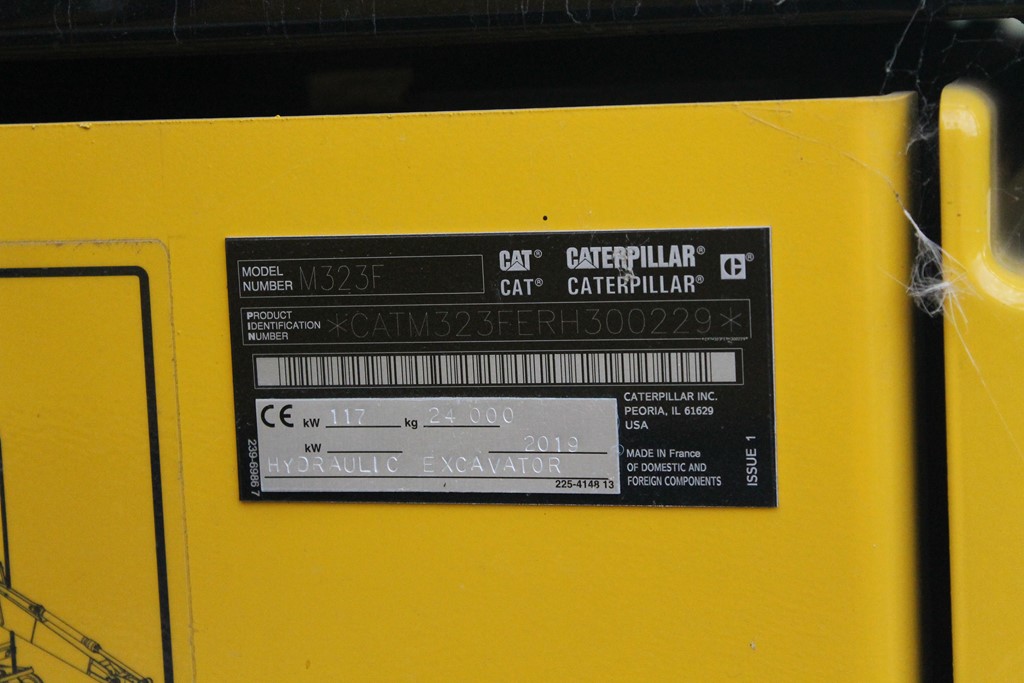 MODEL NUMBER M323F
CAT® CATERPILLAR®
CAT® CATERPILLAR®
C®
PRODUCT IDENTIFICATION NUMBER *CATM323FERH300229*
CE kW 117 kg 24 000
kW 2019
HYDRAULIC EXCAVATOR
225-4148 13
239-6986 7
CATERPILLAR INC.
PEORIA, IL 61629
USA
MADE IN France
OF DOMESTIC AND
FOREIGN COMPONENTS
ISSUE 1